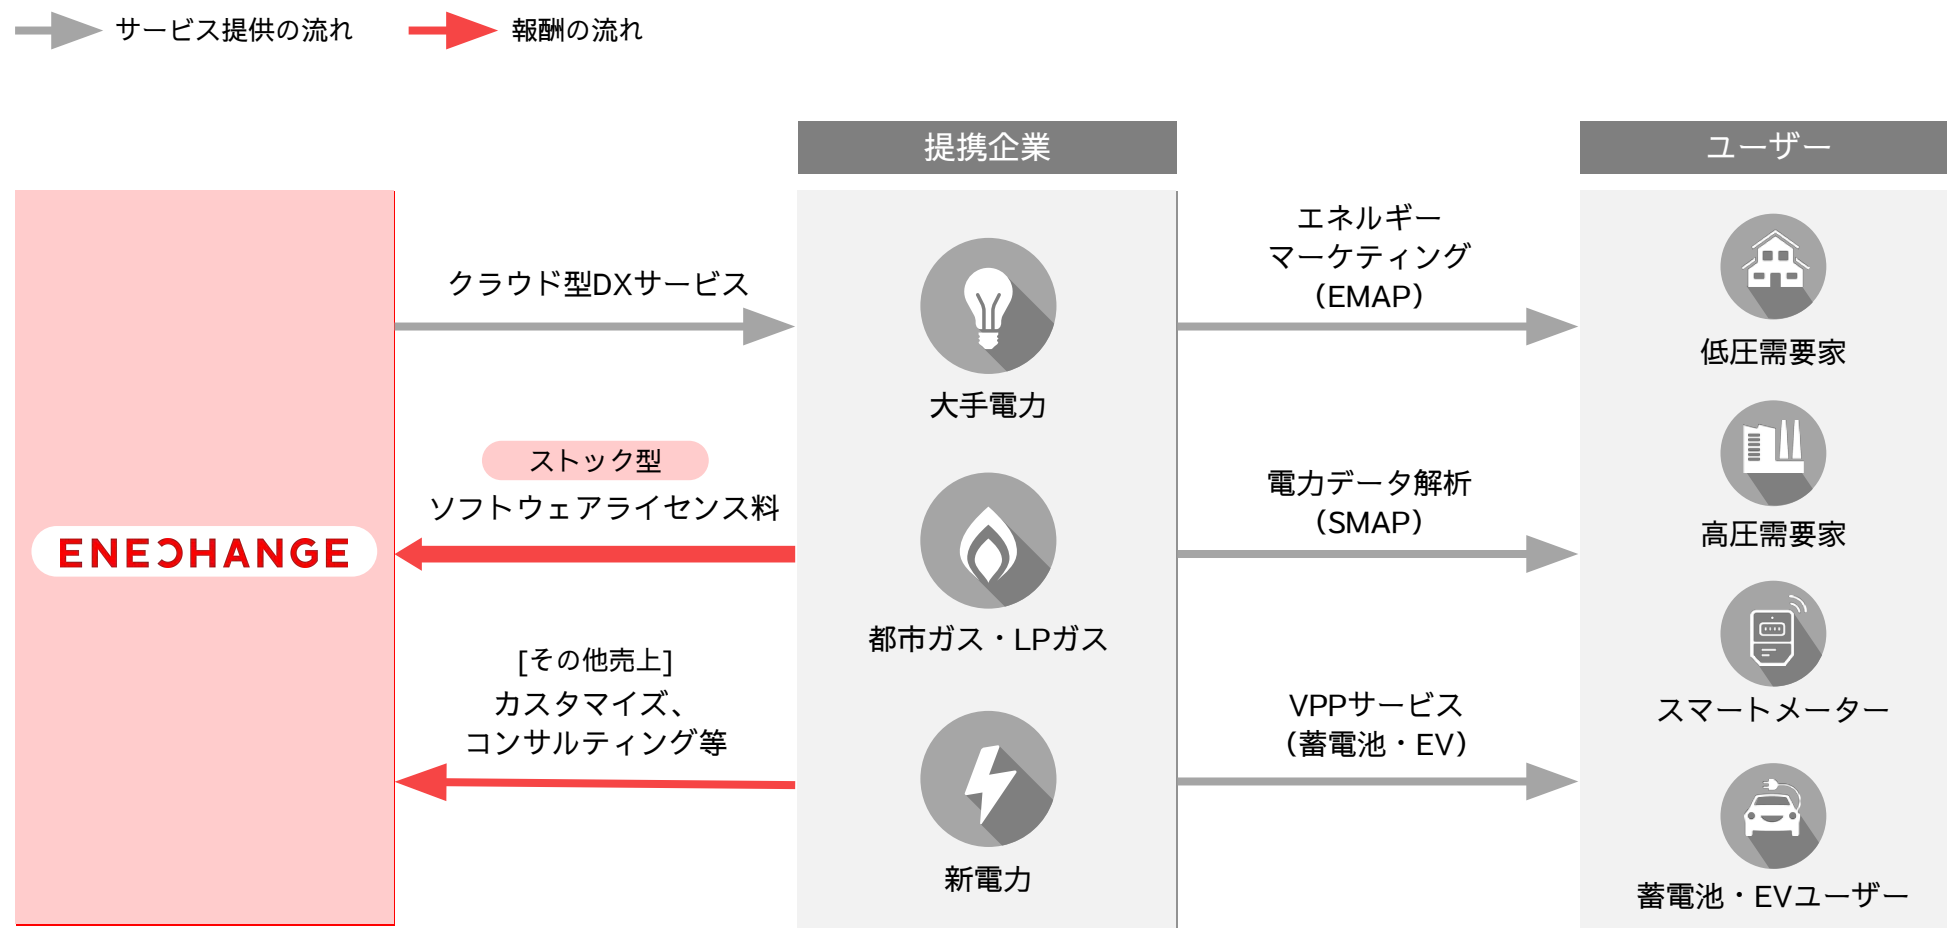 サービス提供の流れ
報酬の流れ
提携企業
ユーザー
ENECHANGE
クラウド型DXサービス
ストック型
ソフトウェアライセンス料
[その他売上]
カスタマイズ、
コンサルティング等
大手電力
都市ガス・LPガス
新電力
エネルギー
マーケティング
（EMAP）
電力データ解析
（SMAP）
VPPサービス
（蓄電池・EV）
低圧需要家
高圧需要家
スマートメーター
蓄電池・EVユーザー